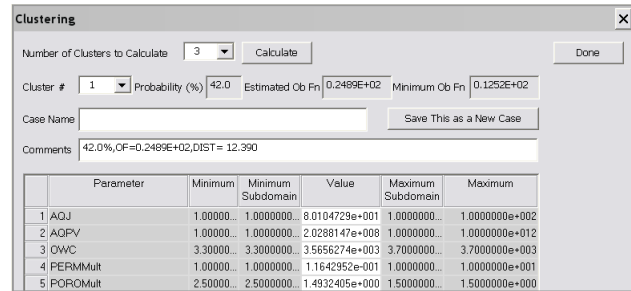 Clustering
Number of Clusters to Calculate 3 Calculate Done
Cluster # 1 Probability (%) 42.0 Estimated Ob Fn 0.2489E+02 Minimum Ob Fn 0.1252E+02
Case Name Save This as a New Case
Comments 42.0%,OF=0.2489E+02,DIST= 12.390
Parameter Minimum Minimum Subdomain Value Maximum Subdomain Maximum
1 AQJ 1.00000... 1.0000000... 8.0104729e+001 1.0000000... 1.0000000e+002
2 AQPV 1.00000... 1.0000000... 2.0288147e+008 1.0000000... 1.0000000e+012
3 OWC 3.30000... 3.3000000... 3.5656274e+003 3.7000000... 3.7000000e+003
4 PERMMult 1.00000... 1.0000000... 1.1642952e-001 1.0000000... 1.0000000e+001
5 POROMult 2.50000... 2.5000000... 1.4932405e+000 1.5000000... 1.5000000e+000